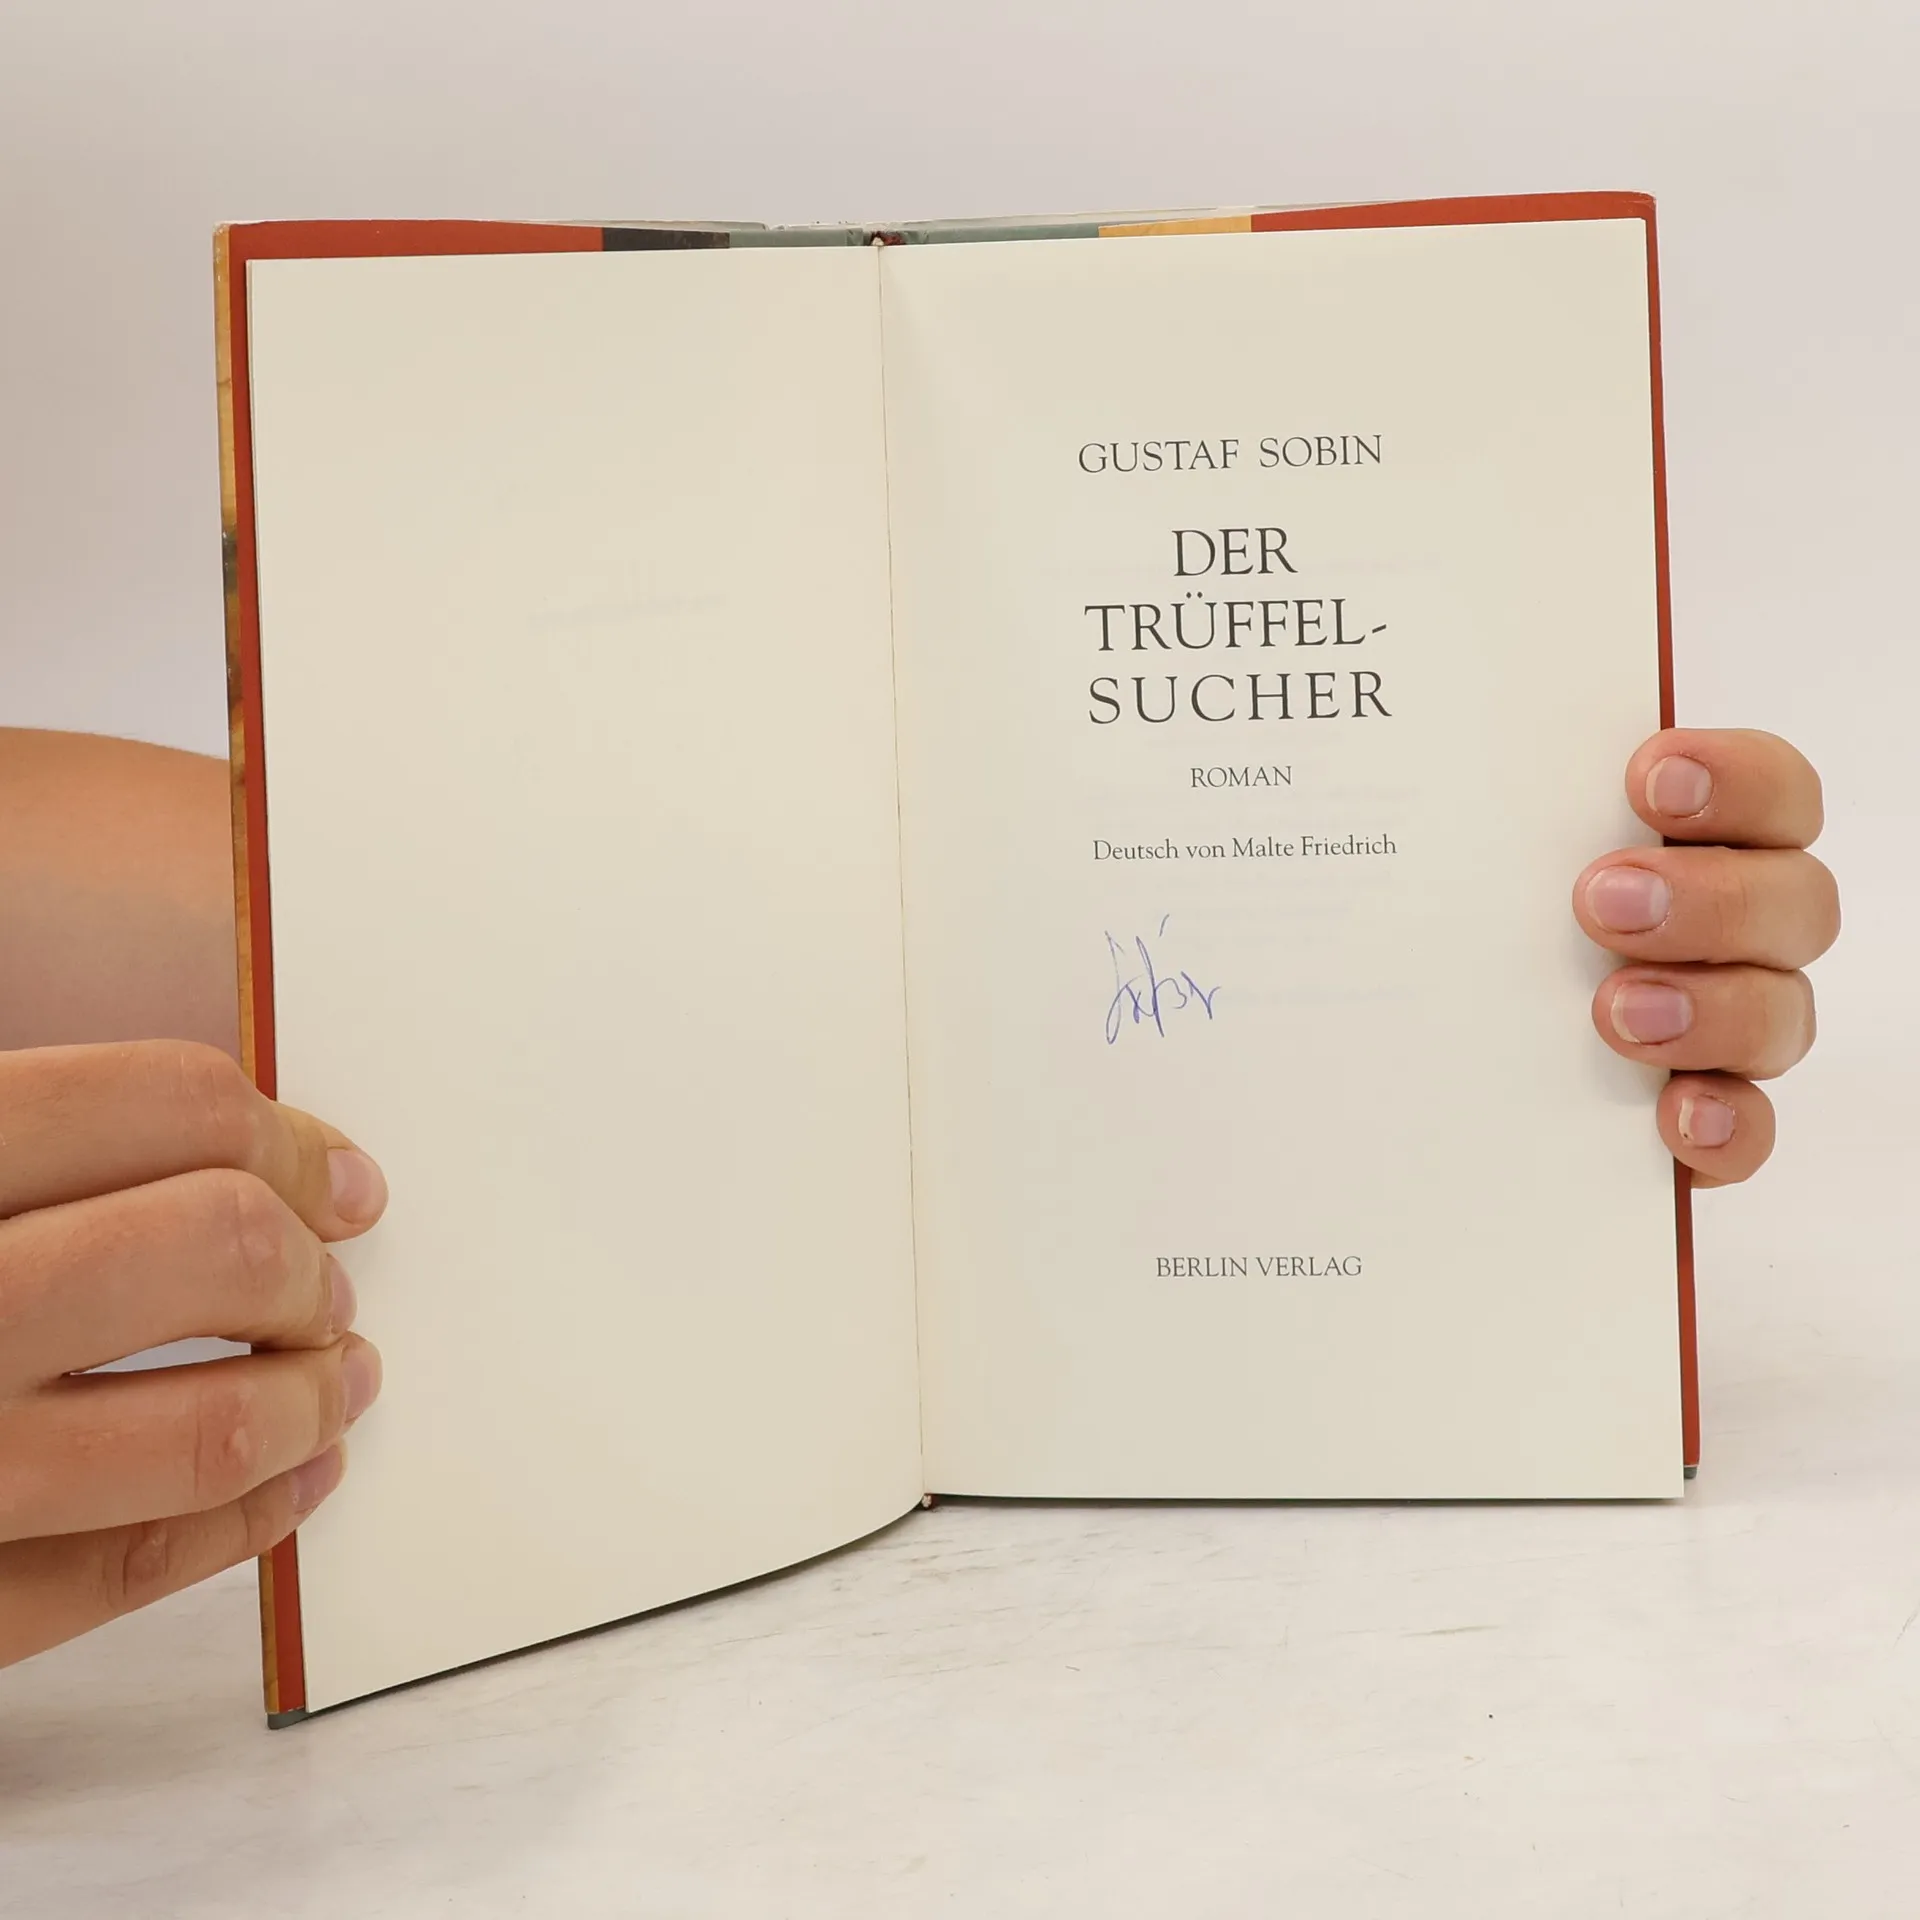 GUSTAF SOBIN
DER
TRÜFFEL-
SUCHER
ROMAN
Deutsch von Malte Friedrich
BERLIN VERLAG